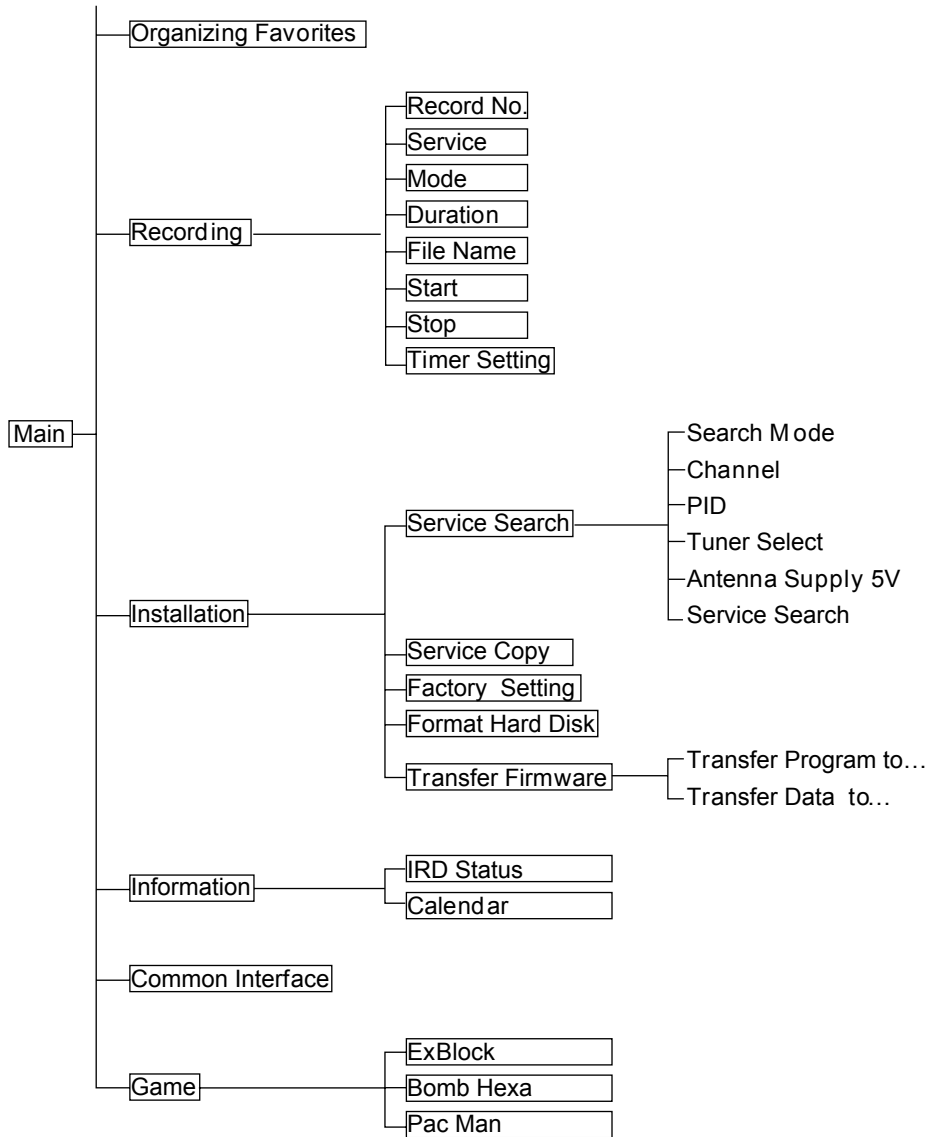 Organizing Favorites
Record No.
Service
Mode
Duration
Recording
File Name
Start
Stop
Timer Setting
Main
Search Mode
Channel
PID
Service Search
Tuner Select
Antenna Supply 5V
Service Search
Installation
Service Copy
Factory Setting
Format Hard Disk
Transfer Firmware
Transfer Program to...
Transfer Data to...
IRD Status
Information
Calendar
Common Interface
ExBlock
Game
Bomb Hexa
Pac Man